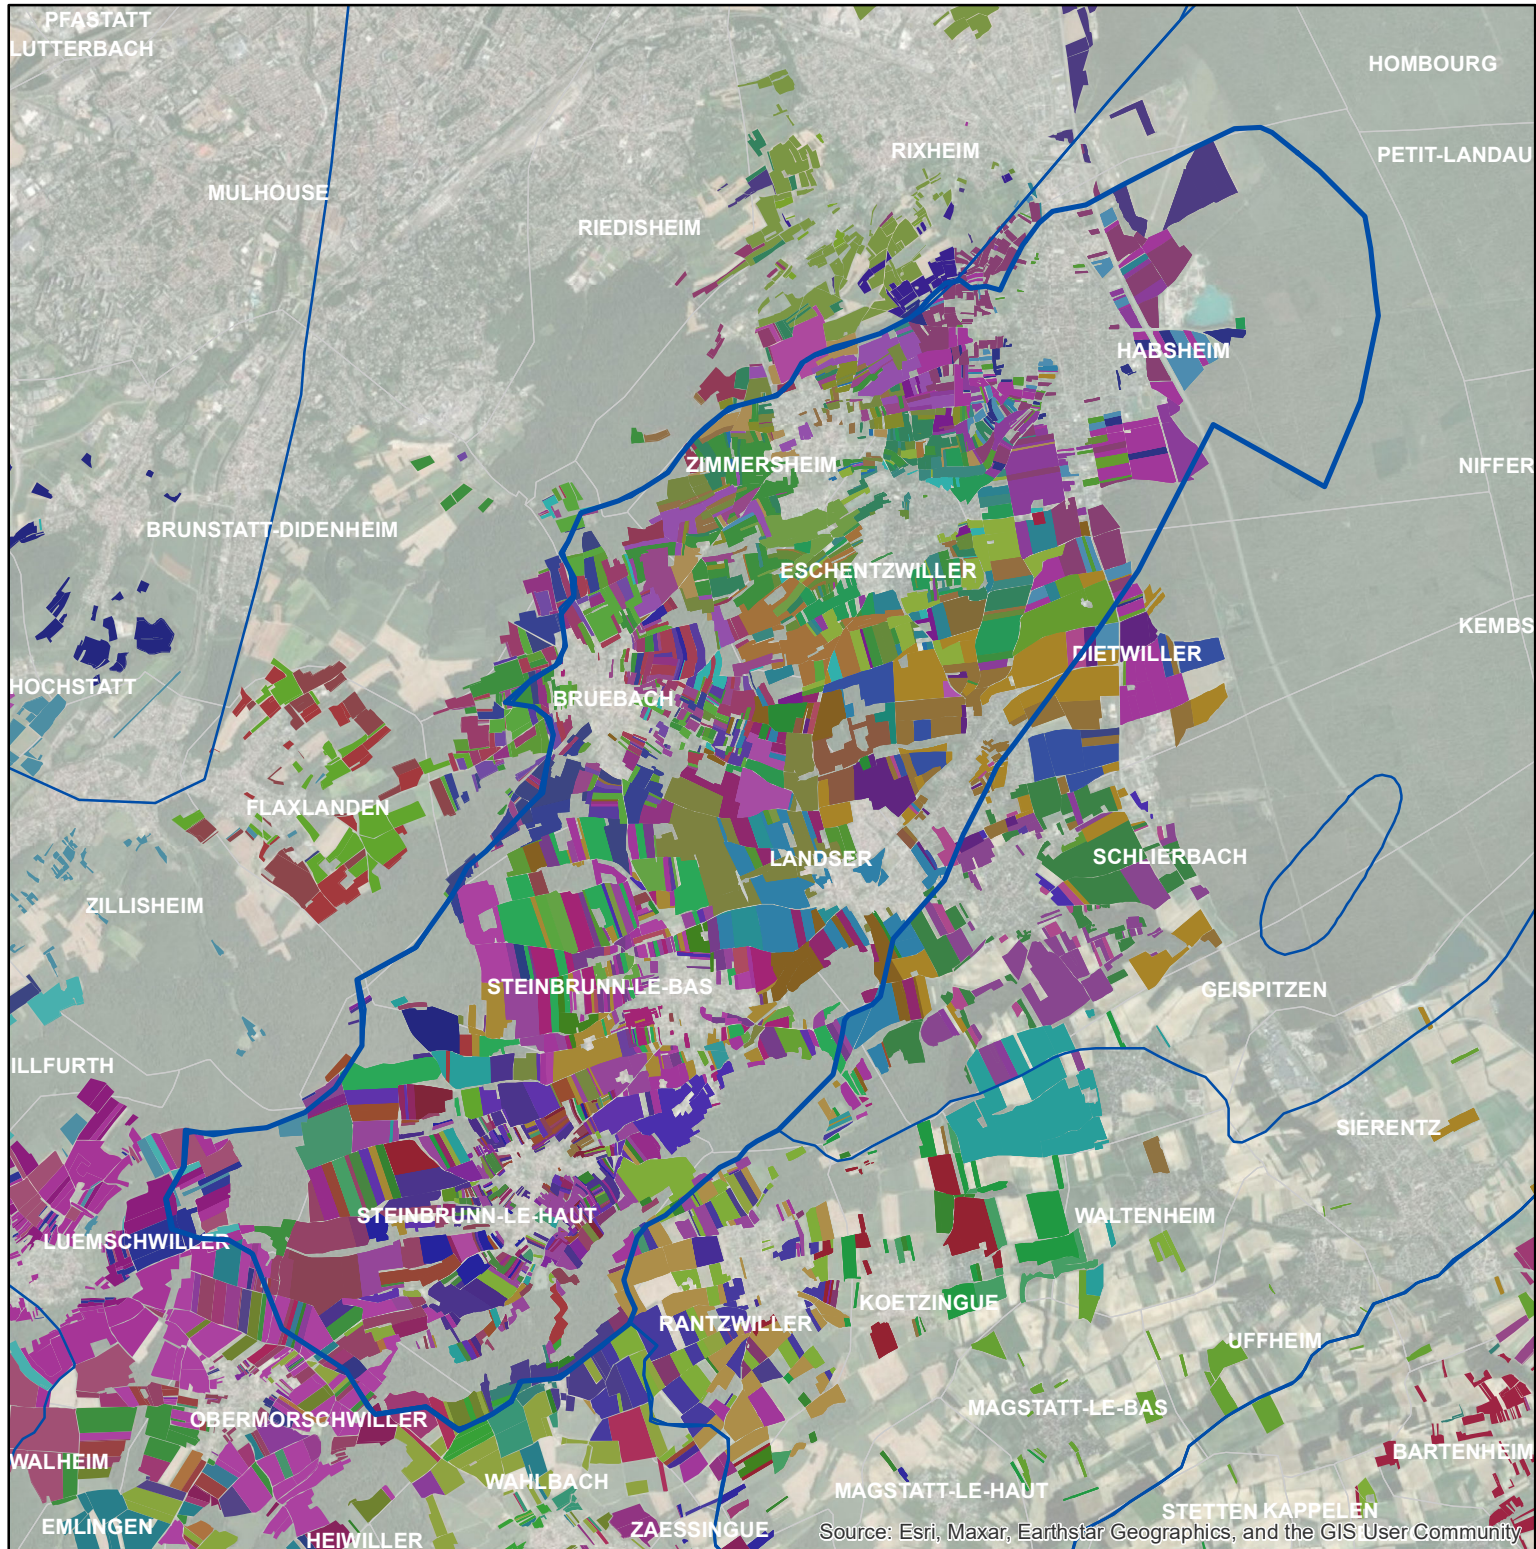 PFASTATT
LUTTERBACH
HOMBOURG
RIXHEIM
PETIT-LANDAU
MULHOUSE
RIEDISHEIM
HABSHEIM
ZIMMERSHEIM
NIFFER
BRUNSTATT-DIDENHEIM
ESCHENTZWILLER
KEMBS
DIETWILLER
HOCHSTATT
BRUEBACH
FLAXLANDEN
LANDSER
SCHLIERBACH
ZILLISHEIM
STEINBRUNN-LE-BAS
GEISPITZEN
ILLFURTH
SIERENTZ
STEINBRUNN-LE-HAUT
WALTENHEIM
LUEMSCHWILLER
KOETZINGUE
RANTZWILLER
UFFHEIM
MAGSTATT-LE-BAS
OBERMORSCHWILLER
BARTENHEIM
WALHEIM
WAHLBACH
MAGSTATT-LE-HAUT
STETTEN KAPPELEN
EMLINGEN
ZAESSINGUE
HEIWILLER
Source: Esri, Maxar, Earthstar Geographics, and the GIS User Community